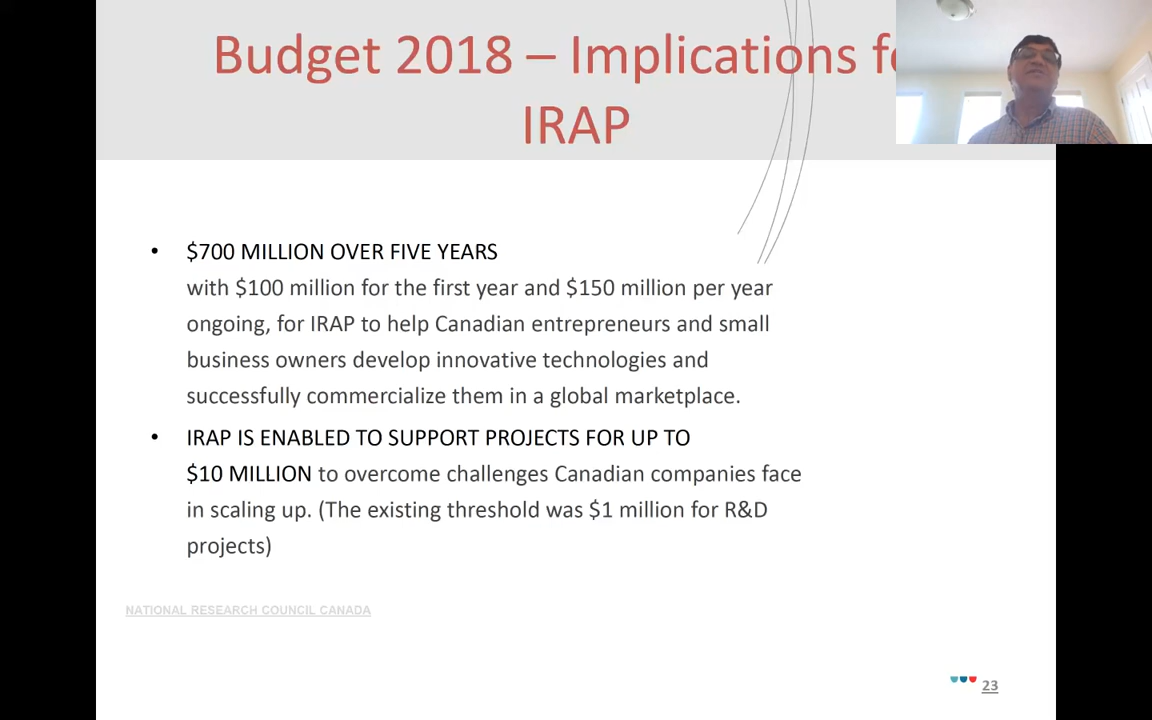 Budget 2018 – Implications
IRAP
• $700 MILLION OVER FIVE YEARS
with $100 million for the first year and $150 million per year
ongoing, for IRAP to help Canadian entrepreneurs and small
business owners develop innovative technologies and
successfully commercialize them in a global marketplace.
• IRAP IS ENABLED TO SUPPORT PROJECTS FOR UP TO
$10 MILLION to overcome challenges Canadian companies face
in scaling up. (The existing threshold was $1 million for R&D
projects)
NATIONAL RESEARCH COUNCIL CANADA
23